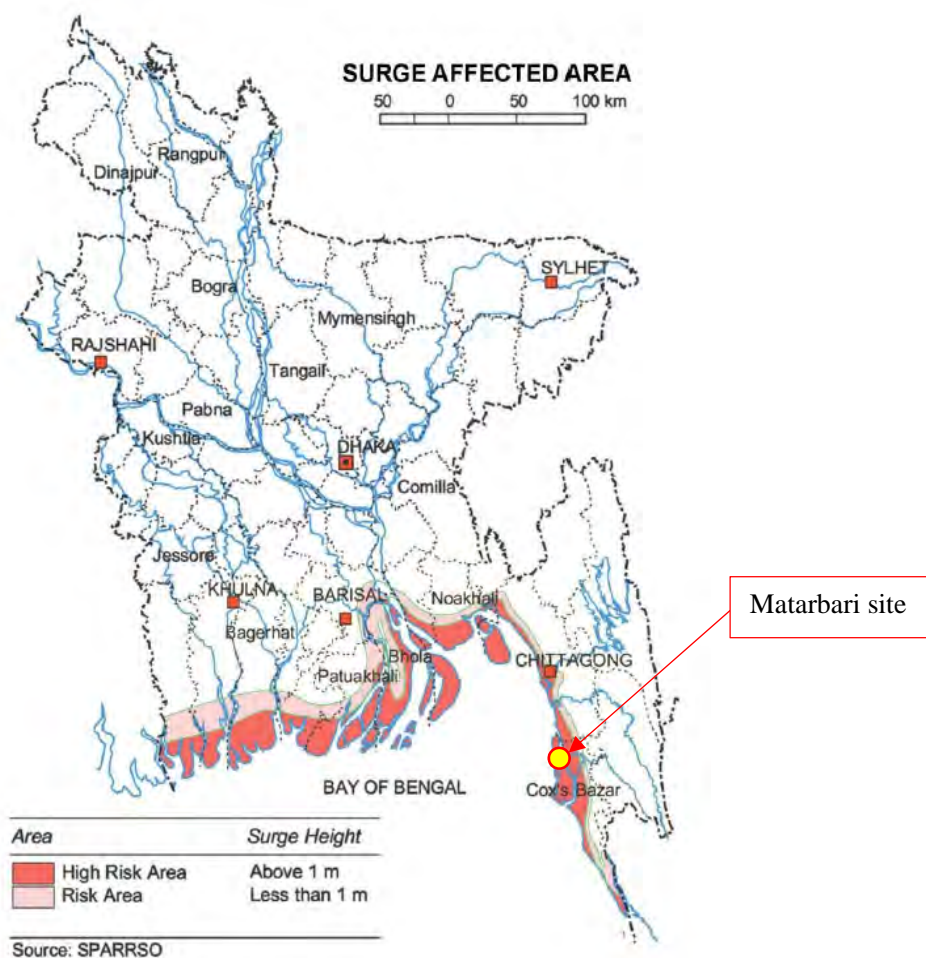 SURGE AFFECTED AREA
50 0 50 100 km
Rangpur
Dinajpur
SYLHET
Bogra
Mymensingh
RAJSHAHI
Tangail
Pabna
Kushtia
DHAKA
Comilla
Jessore
KHULNA
BARISAL
Noakhali
Matarbari site
Bagerhat
Bhola
CHITTAGONG
Patuakhali
BAY OF BENGAL
Cox's Bazar
Area Surge Height
High Risk Area Above 1 m
Risk Area Less than 1 m
Source: SPARRSO